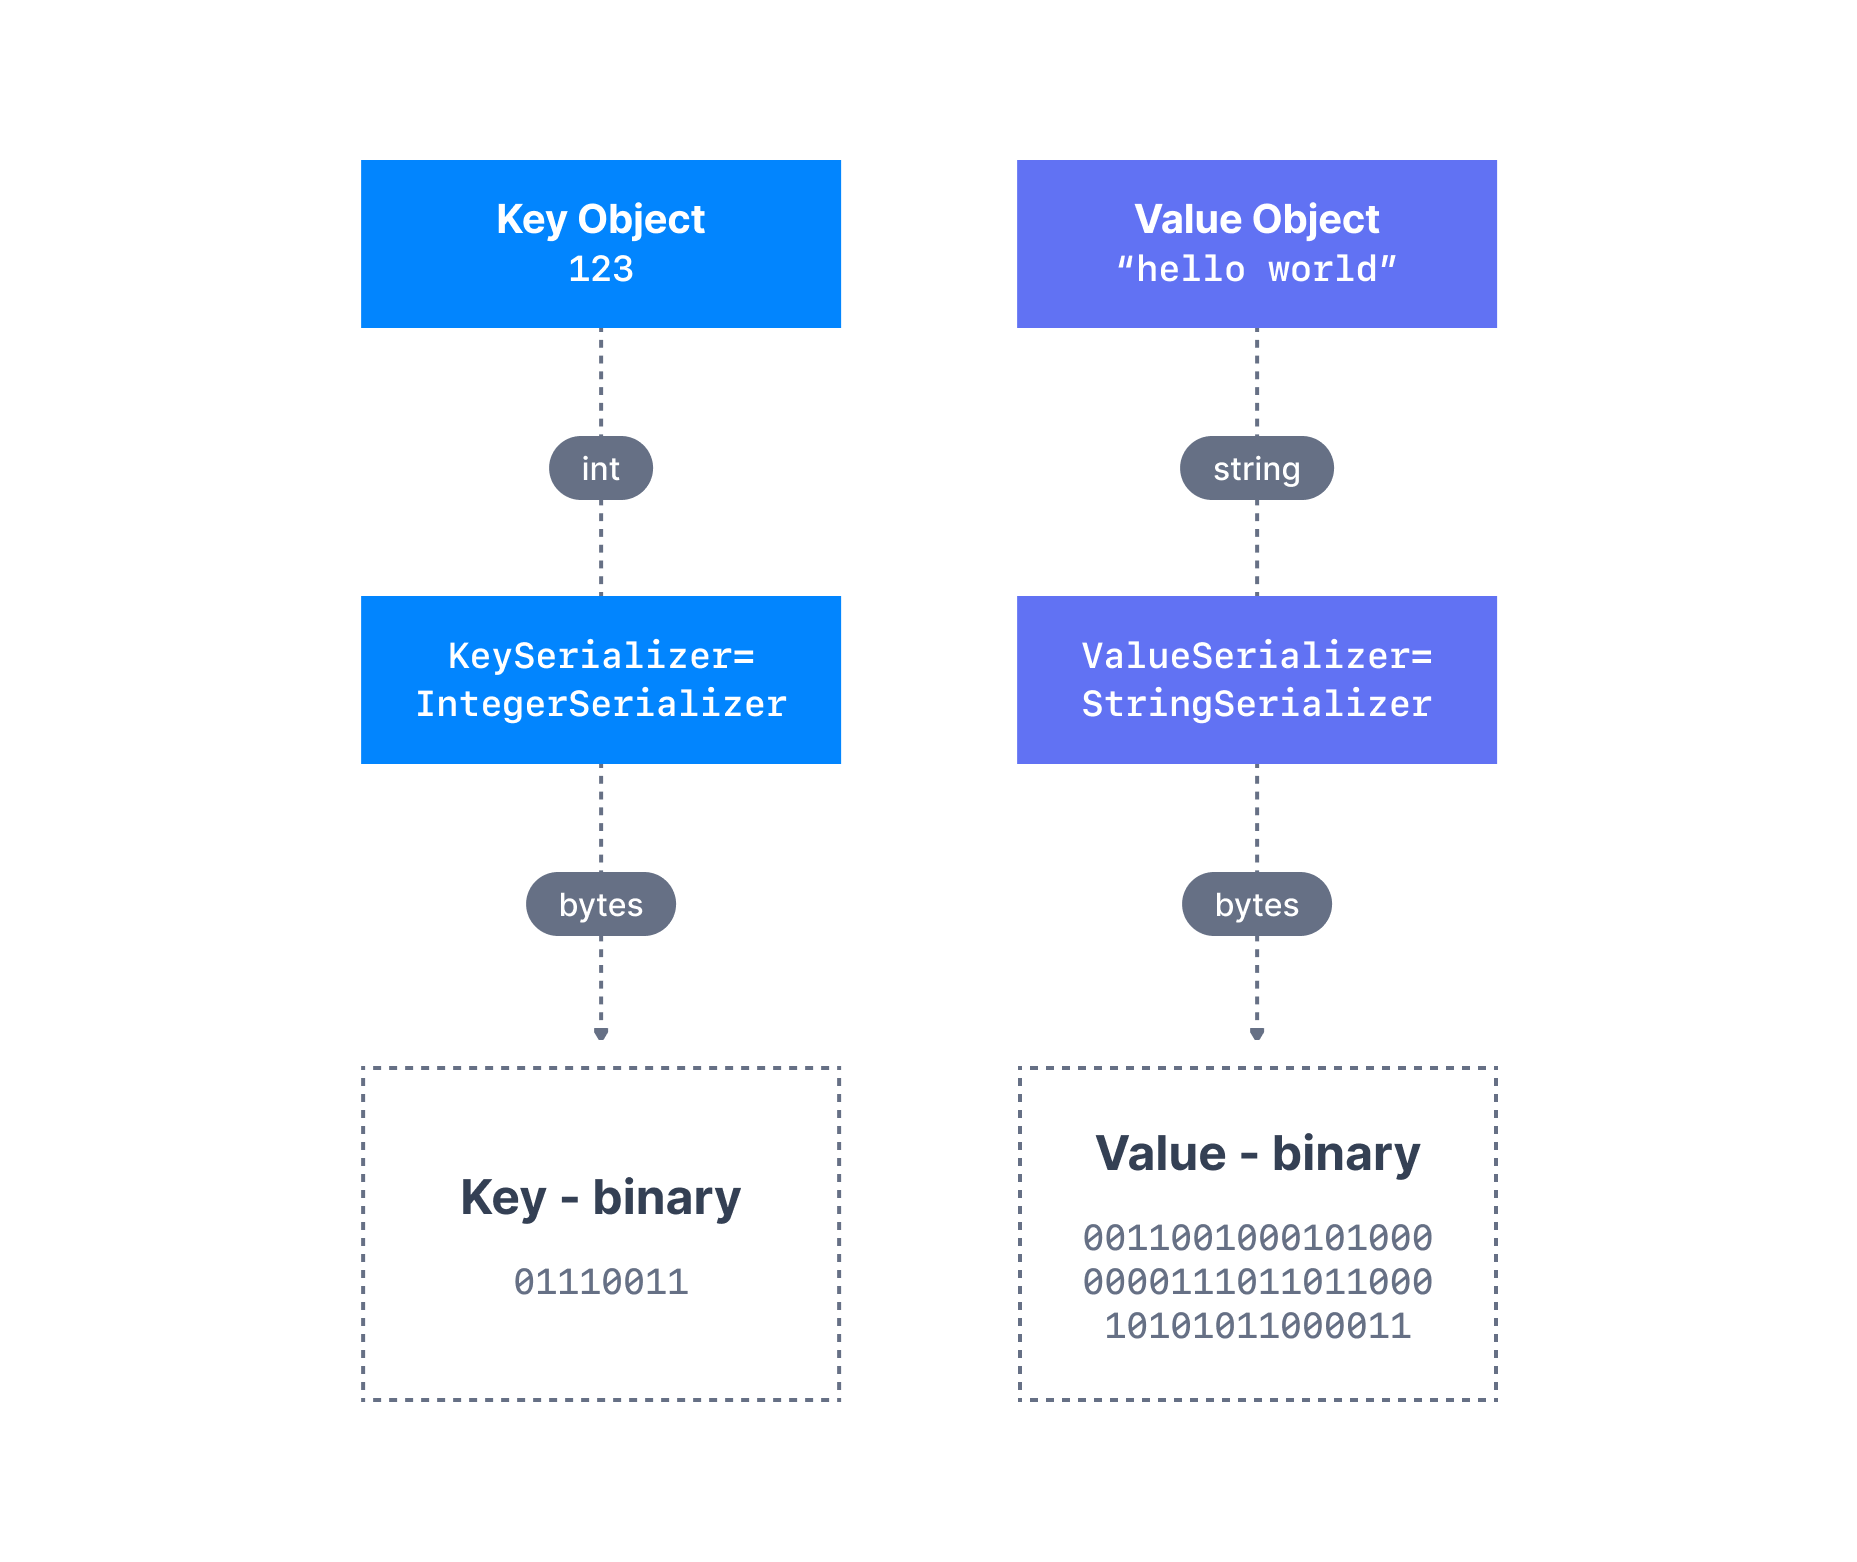 Key Object
123
int
KeySerializer=
IntegerSerializer
bytes
Key - binary
01110011
Value Object
“hello world”
string
ValueSerializer=
StringSerializer
bytes
Value - binary
0011001000101000
0000111011011000
10101011000011